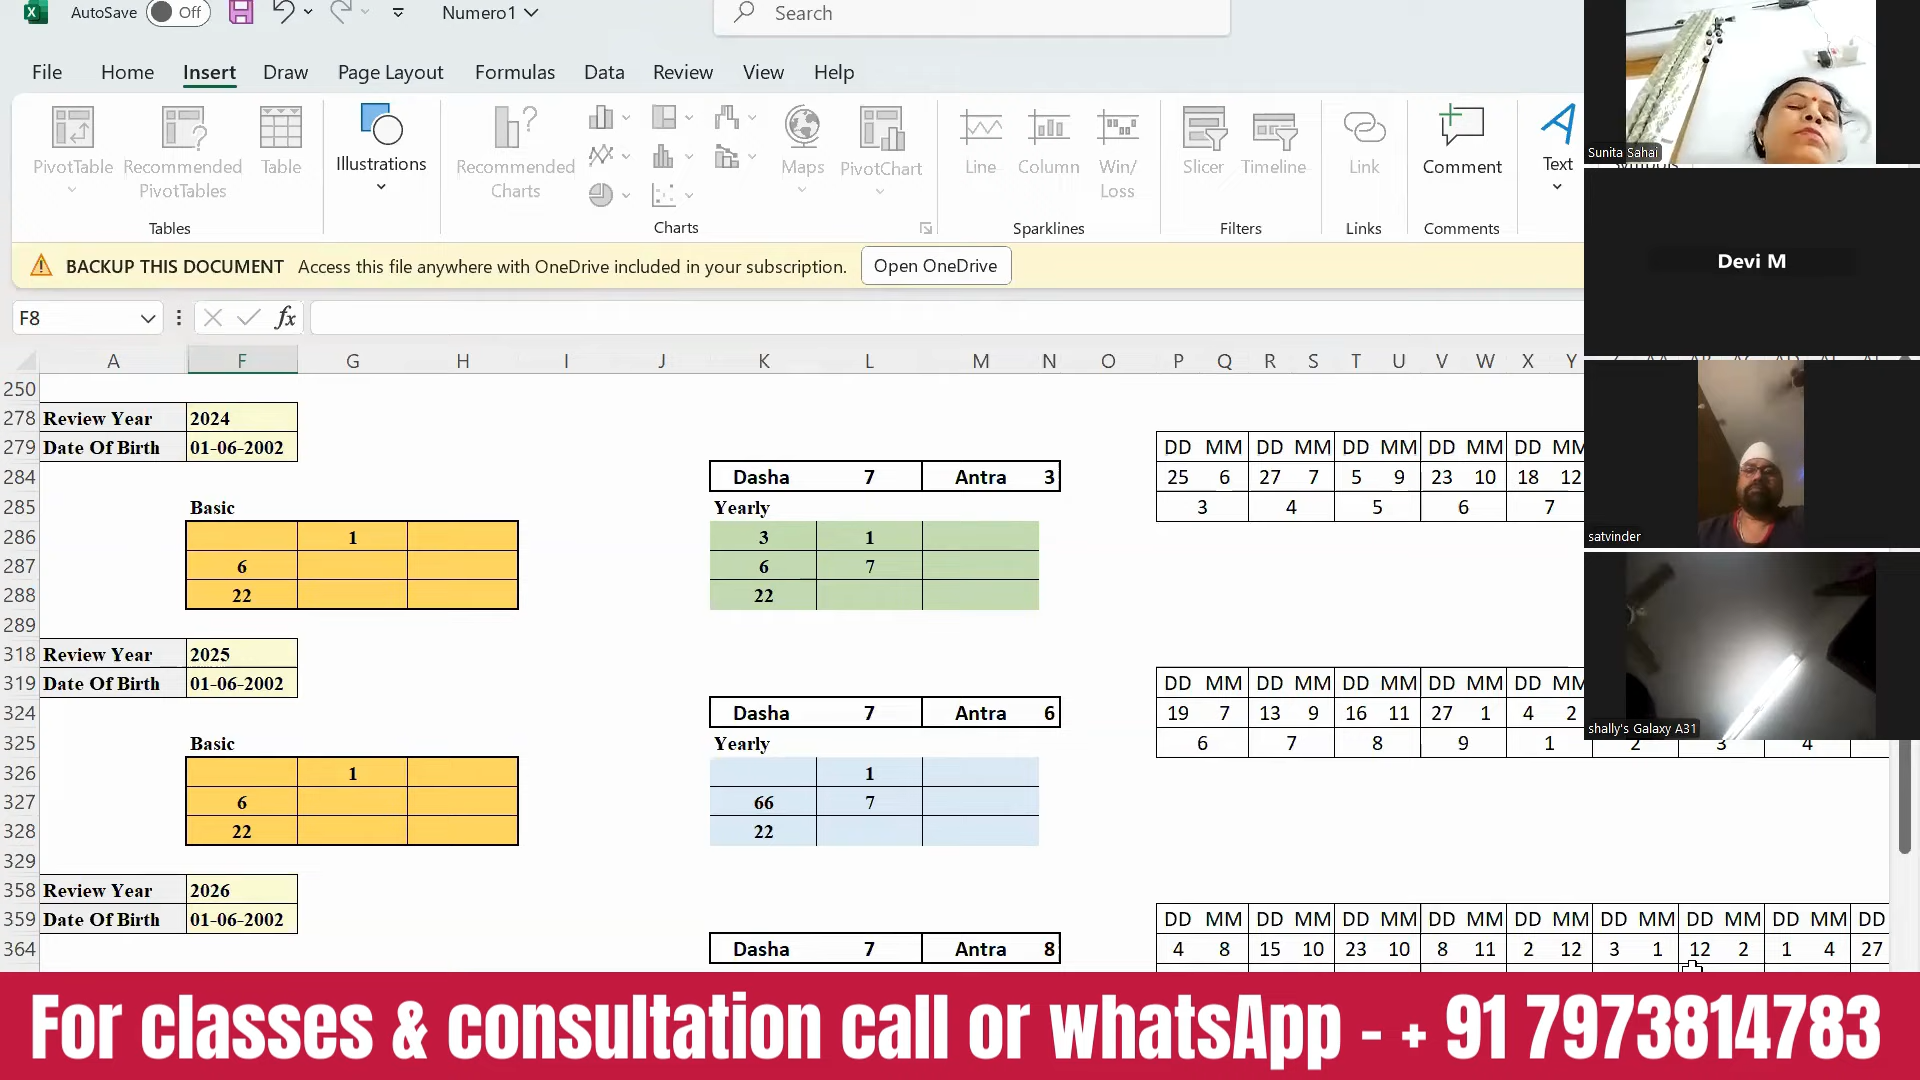 AutoSave Off Numero1 Search
File Home Insert Draw Page Layout Formulas Data Review View Help
PivotTable Recommended PivotTables Table Illustrations Recommended Charts Maps PivotChart Line Column Win/Loss Slicer Timeline Link Comment Text
Tables Charts Sparklines Filters Links Comments
BACKUP THIS DOCUMENT Access this file anywhere with OneDrive included in your subscription. Open OneDrive
F8 fx
A F G H I J K L M N O P Q R S T U V W X Y
250
278 Review Year 2024
279 Date Of Birth 01-06-2002 DD MM DD MM DD MM DD MM DD MM
284 Dasha 7 Antra 3 25 6 27 7 5 9 23 10 18 12
285 Basic Yearly 3 4 5 6 7
286 1 3 1
287 6 6 7
288 22 22
289
318 Review Year 2025
319 Date Of Birth 01-06-2002 DD MM DD MM DD MM DD MM DD MM
324 Dasha 7 Antra 6 19 7 13 9 16 11 27 1 4 2
325 Basic Yearly 6 7 8 9 1 2 3 4
326 1 1
327 6 66 7
328 22 22
329
358 Review Year 2026
359 Date Of Birth 01-06-2002 DD MM DD MM DD MM DD MM DD MM DD MM DD MM DD MM DD
364 Dasha 7 Antra 8 4 8 15 10 23 10 8 11 2 12 3 1 12 2 1 4 27
Sunita Sahai
Devi M
satvinder
shally's Galaxy A31
For classes & consultation call or whatsApp - + 91 7973814783